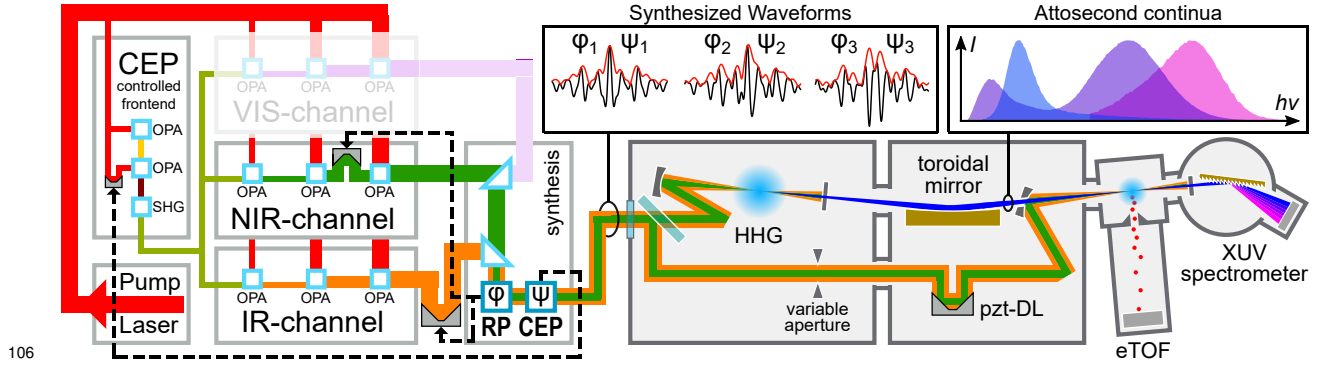 Synthesized Waveforms
Attosecond continua
φ1 ψ1
φ2 ψ2
φ3 ψ3
I
hν
CEP
controlled
frontend
OPA
OPA
SHG
OPA
OPA
OPA
VIS-channel
OPA
OPA
OPA
NIR-channel
OPA
OPA
OPA
IR-channel
Pump
Laser
synthesis
φ
ψ
RP
CEP
HHG
variable
aperture
toroidal
mirror
pzt-DL
XUV
spectrometer
eTOF
106